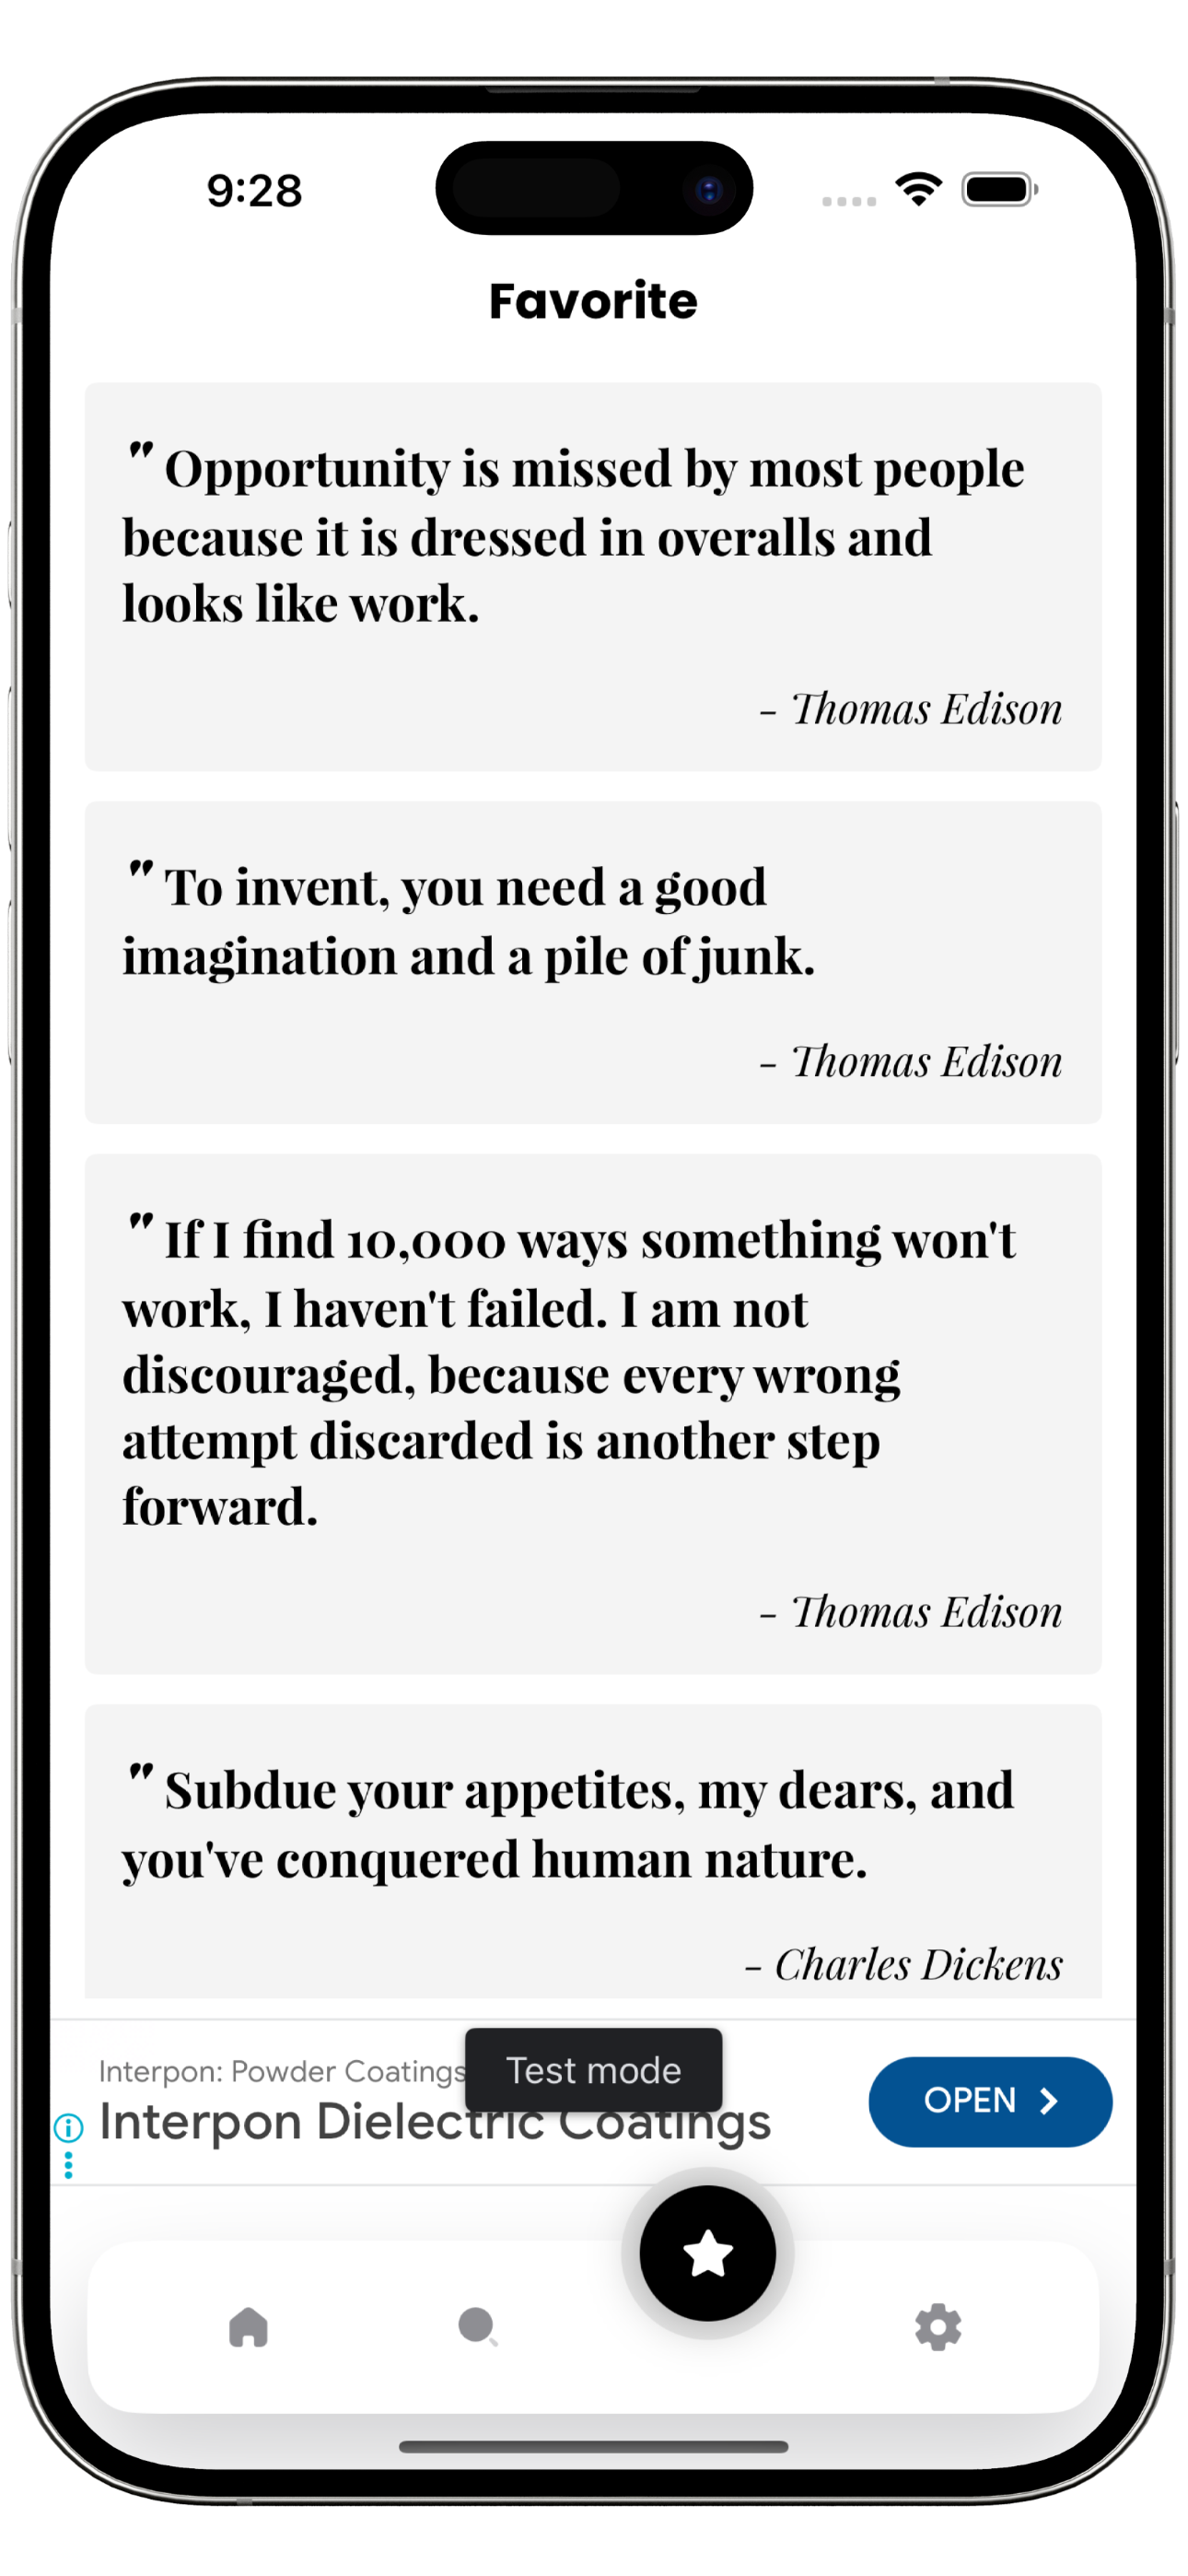 9:28
Favorite
" Opportunity is missed by most people
because it is dressed in overalls and
looks like work.
- Thomas Edison
" To invent, you need a good
imagination and a pile of junk.
- Thomas Edison
" If I find 10,000 ways something won't
work, I haven't failed. I am not
discouraged, because every wrong
attempt discarded is another step
forward.
- Thomas Edison
" Subdue your appetites, my dears, and
you've conquered human nature.
- Charles Dickens
Interpon: Powder Coatings
Test mode
Interpon Dielectric Coatings
OPEN